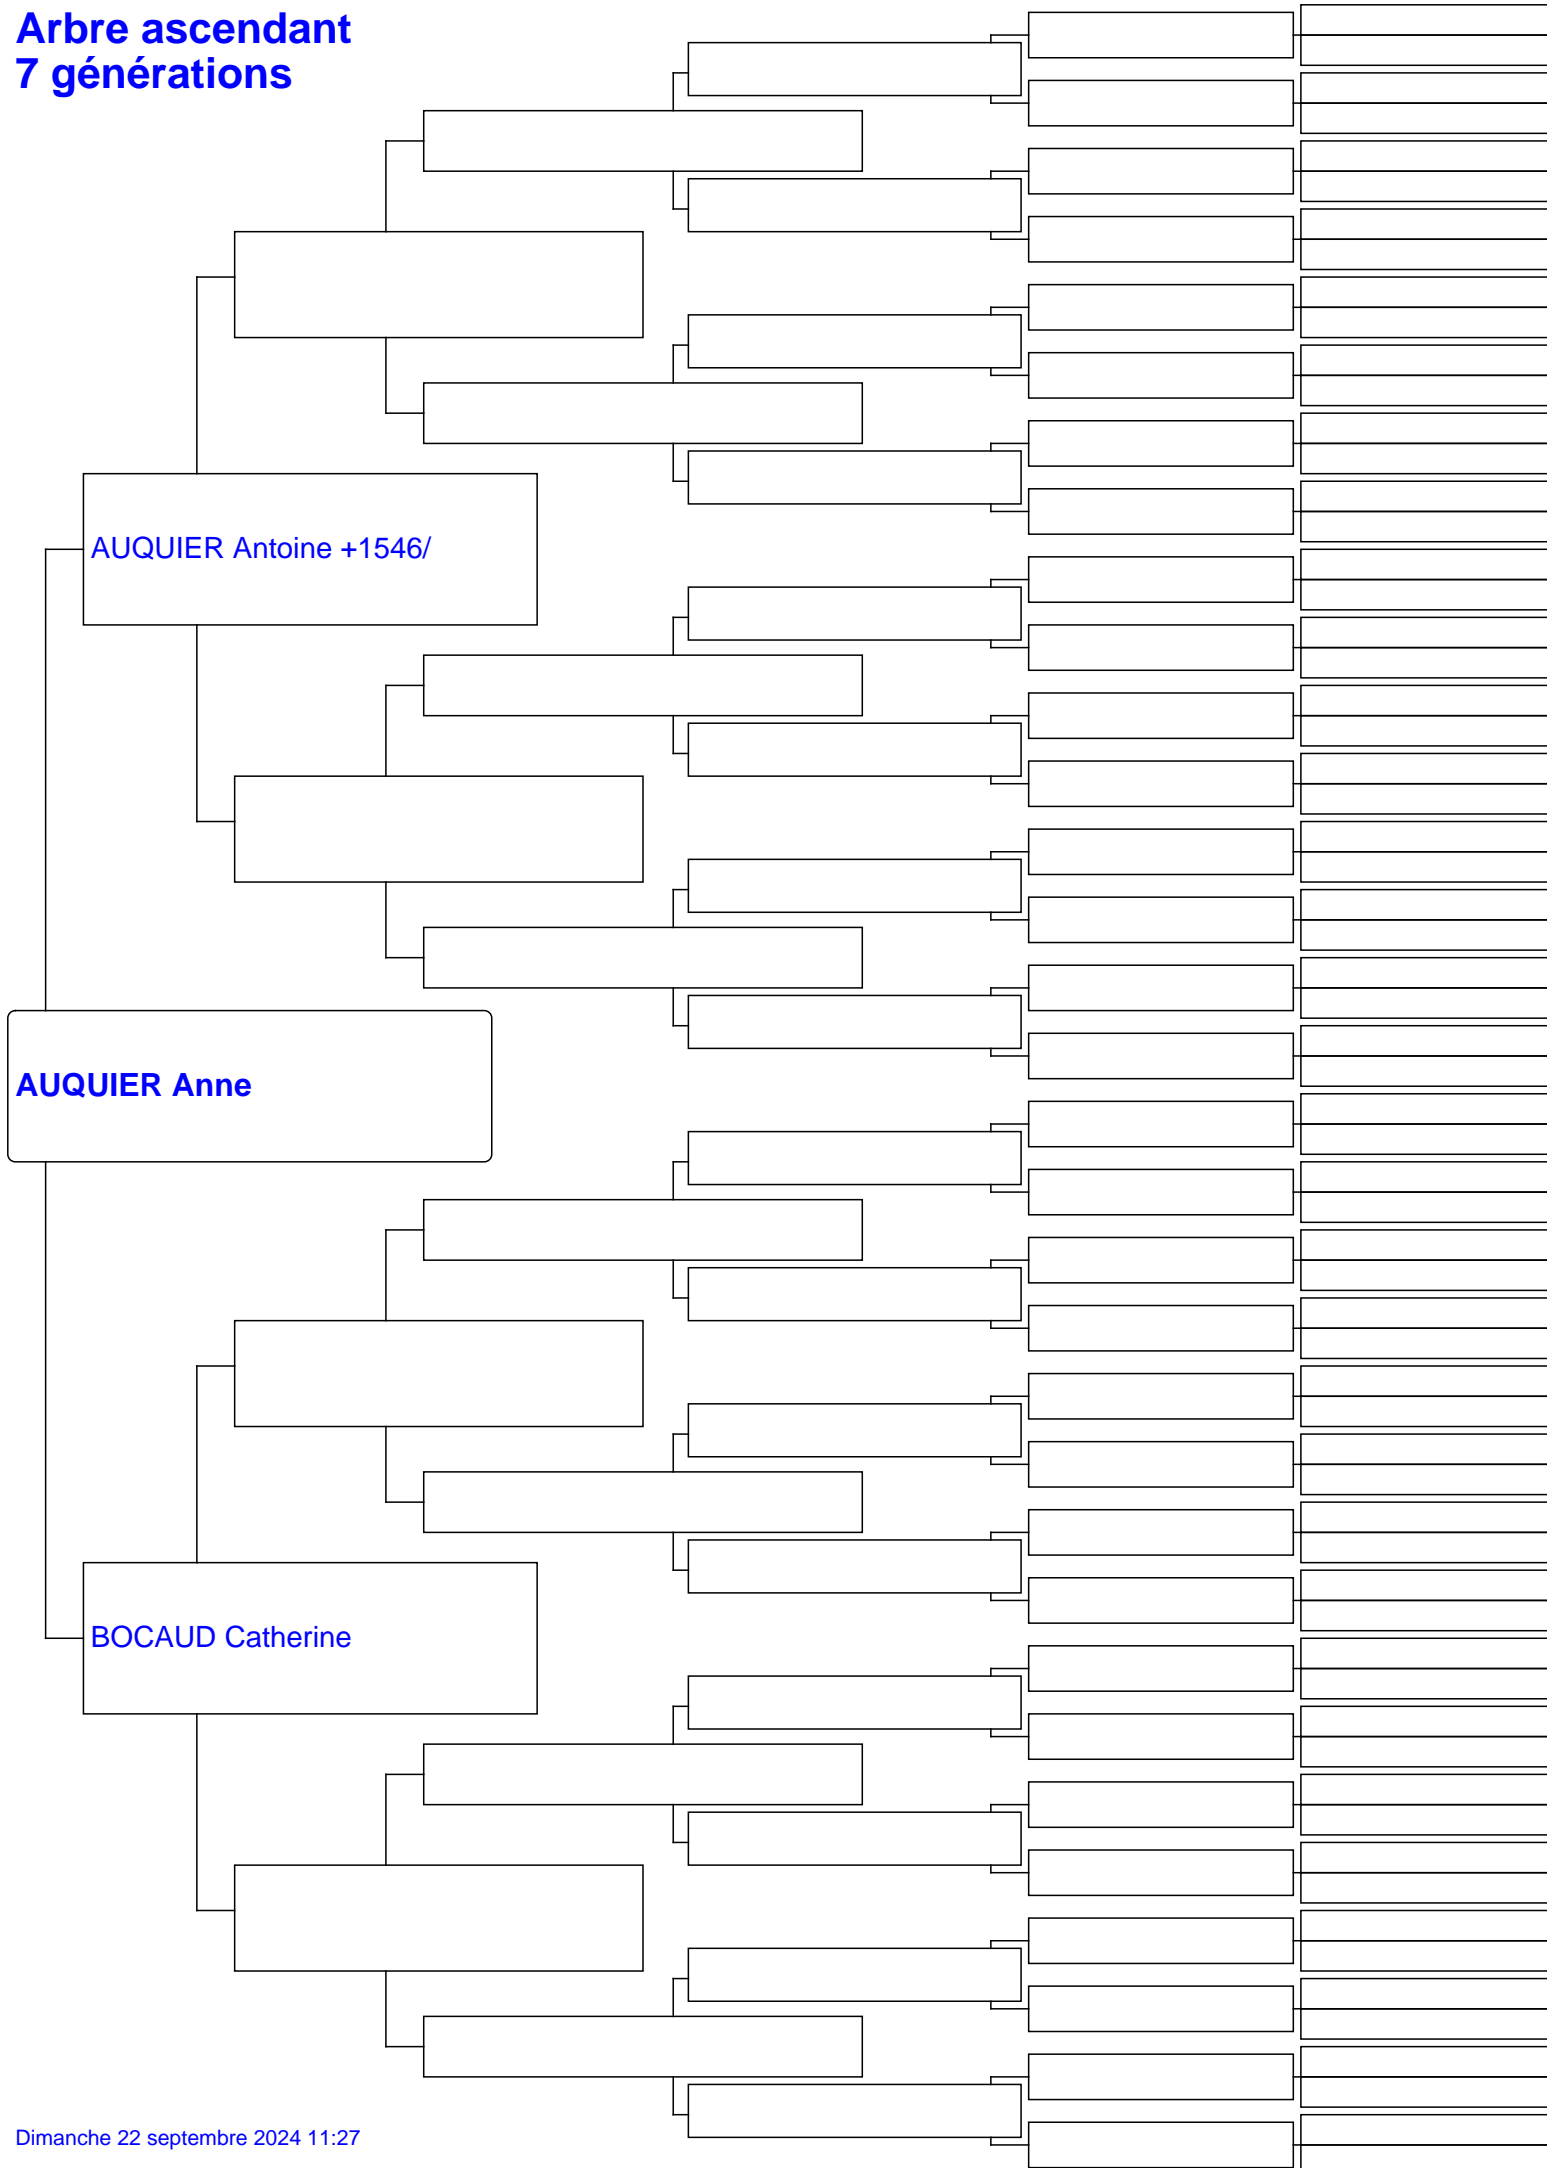 Arbre ascendant
7 générations
AUQUIER Antoine +1546/
AUQUIER Anne
BOCAUD Catherine
Dimanche 22 septembre 2024 11:27